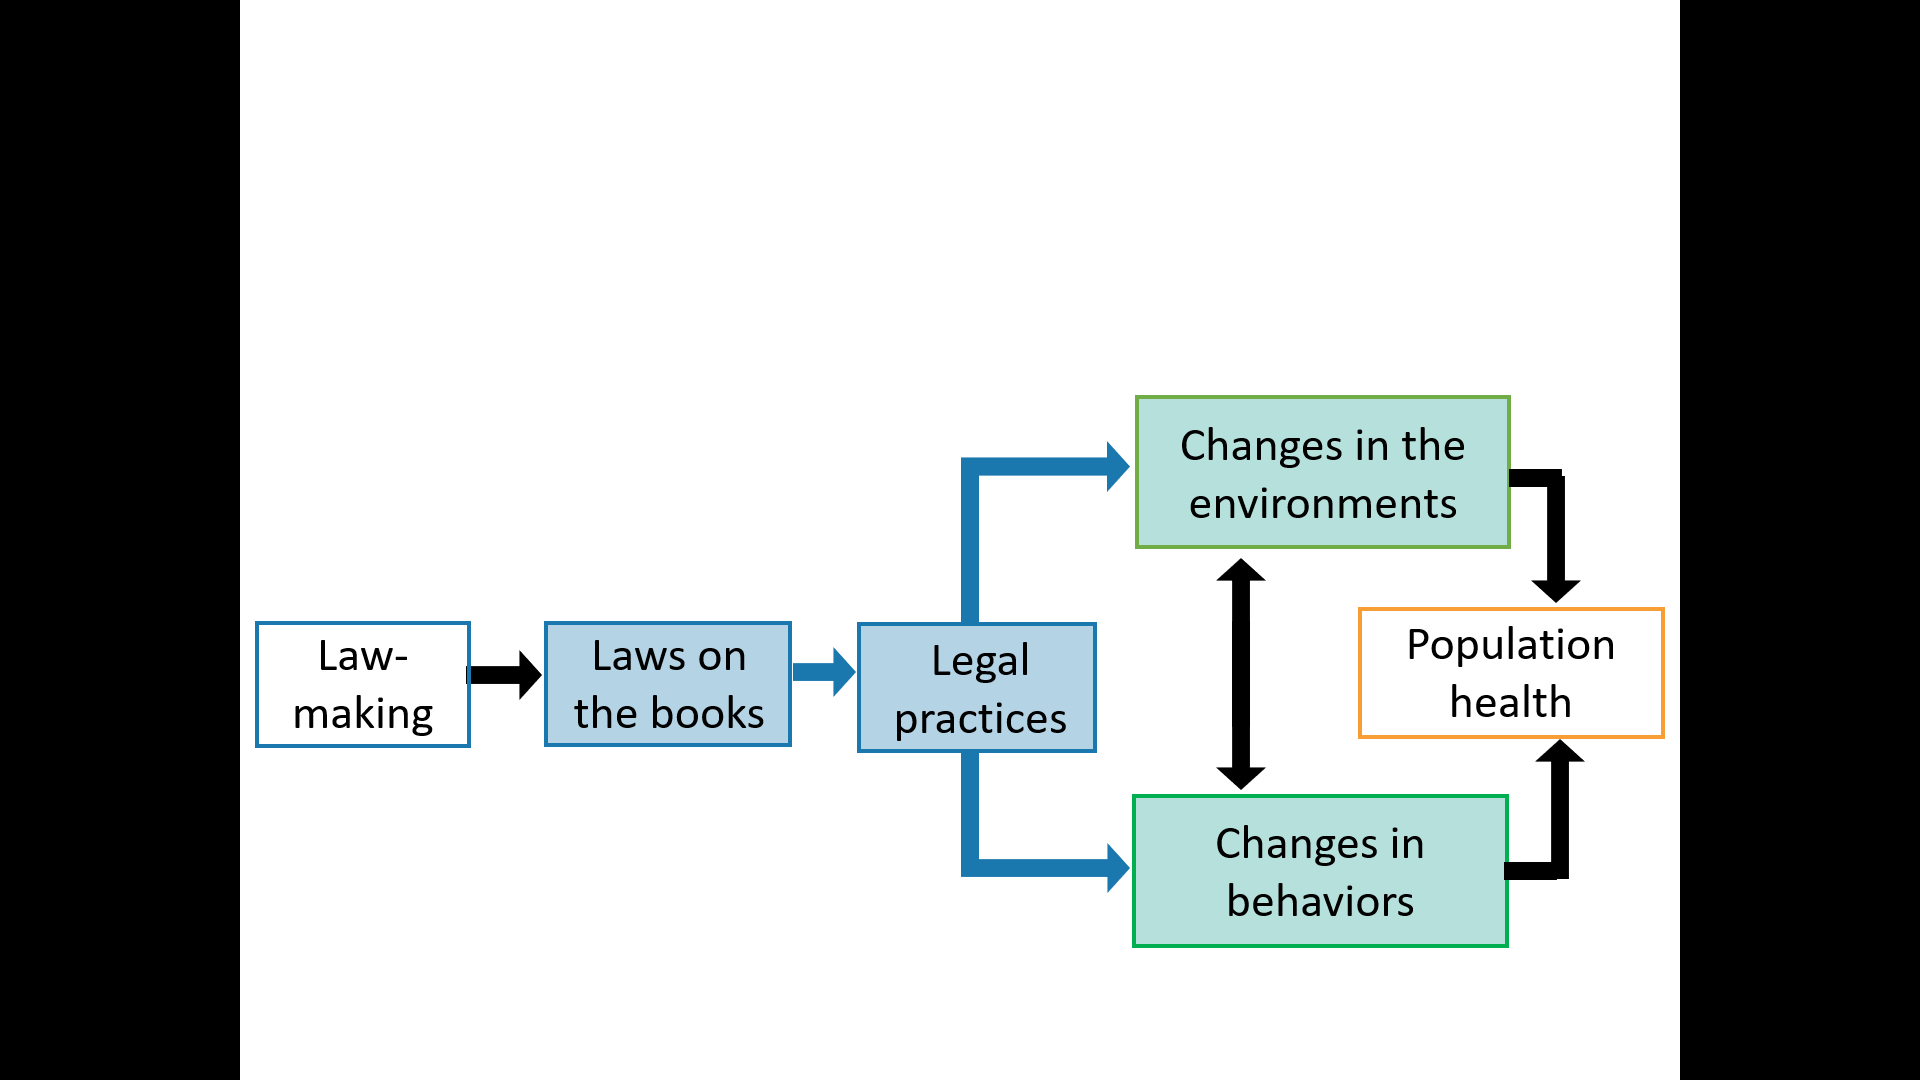 Changes in the
environments
Law-
making
Laws on
the books
Legal
practices
Population
health
Changes in
behaviors